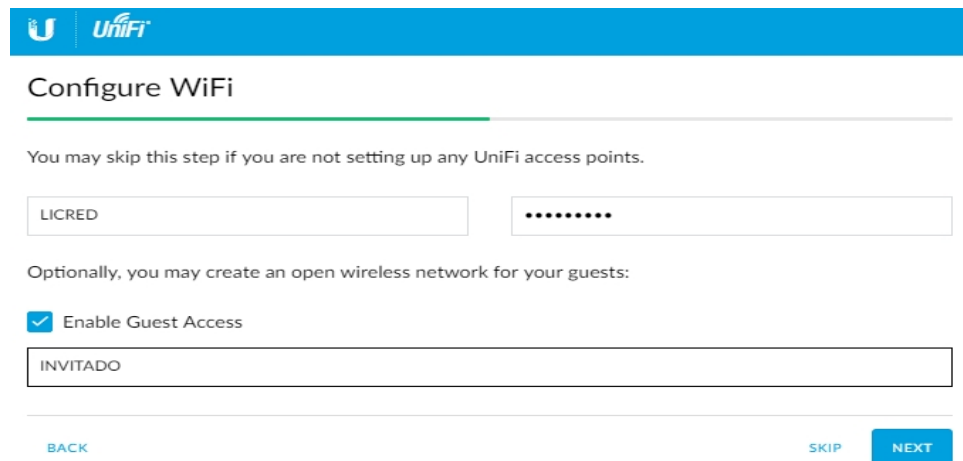 UniFi
Configure WiFi
You may skip this step if you are not setting up any UniFi access points.
LICRED •••••••••
Optionally, you may create an open wireless network for your guests:
Enable Guest Access
INVITADO
BACK SKIP NEXT